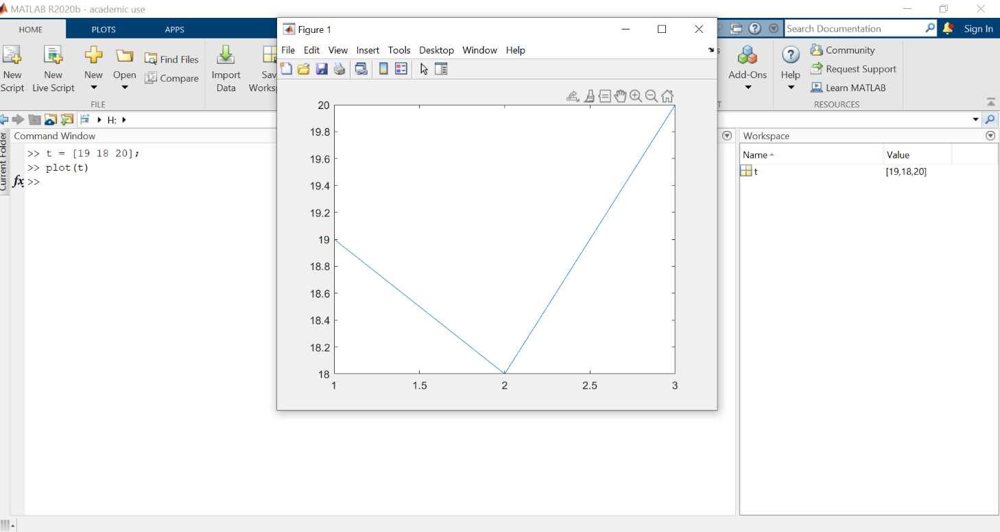 MATLAB R2020b - academic use
HOME PLOTS APPS
Search Documentation
Sign In
New Script
New Live Script
New
Open
Find Files
Compare
FILE
Import Data
Add-Ons
Help
Community
Request Support
Learn MATLAB
RESOURCES
H:
Current Folder
Command Window
>> t = [19 18 20];
>> plot(t)
fx >>
Figure 1
File Edit View Insert Tools Desktop Window Help
20
19.8
19.6
19.4
19.2
19
18.8
18.6
18.4
18.2
18
1 1.5 2 2.5 3
Workspace
Name Value
t [19,18,20]